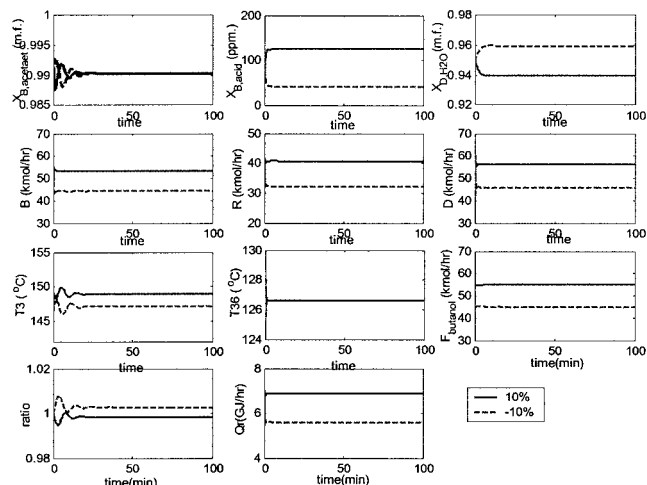 X_B,acetaet (m.f.)
1
0.995
0.990
0.985
0 50 100
time
X_B,acid (ppm.)
200
150
100
50
0
0 50 100
time
X_D,H2O (m.f.)
0.98
0.96
0.94
0.92
0 50 100
time
B (kmol/hr)
70
60
50
40
30
0 50 100
time
R (kmol/hr)
50
40
30
20
0 50 100
time
D (kmol/hr)
70
60
50
40
30
0 50 100
time
T3 (°C)
155
150
145
0 50 100
time
T36 (°C)
130
128
126
124
0 50 100
time
F_butanol (kmol/hr)
70
60
50
40
30
0 50 100
time(min)
ratio
1.02
1
0.98
0 50 100
time(min)
Qr(GJ/hr)
8
6
4
0 50 100
time(min)
10%
-10%